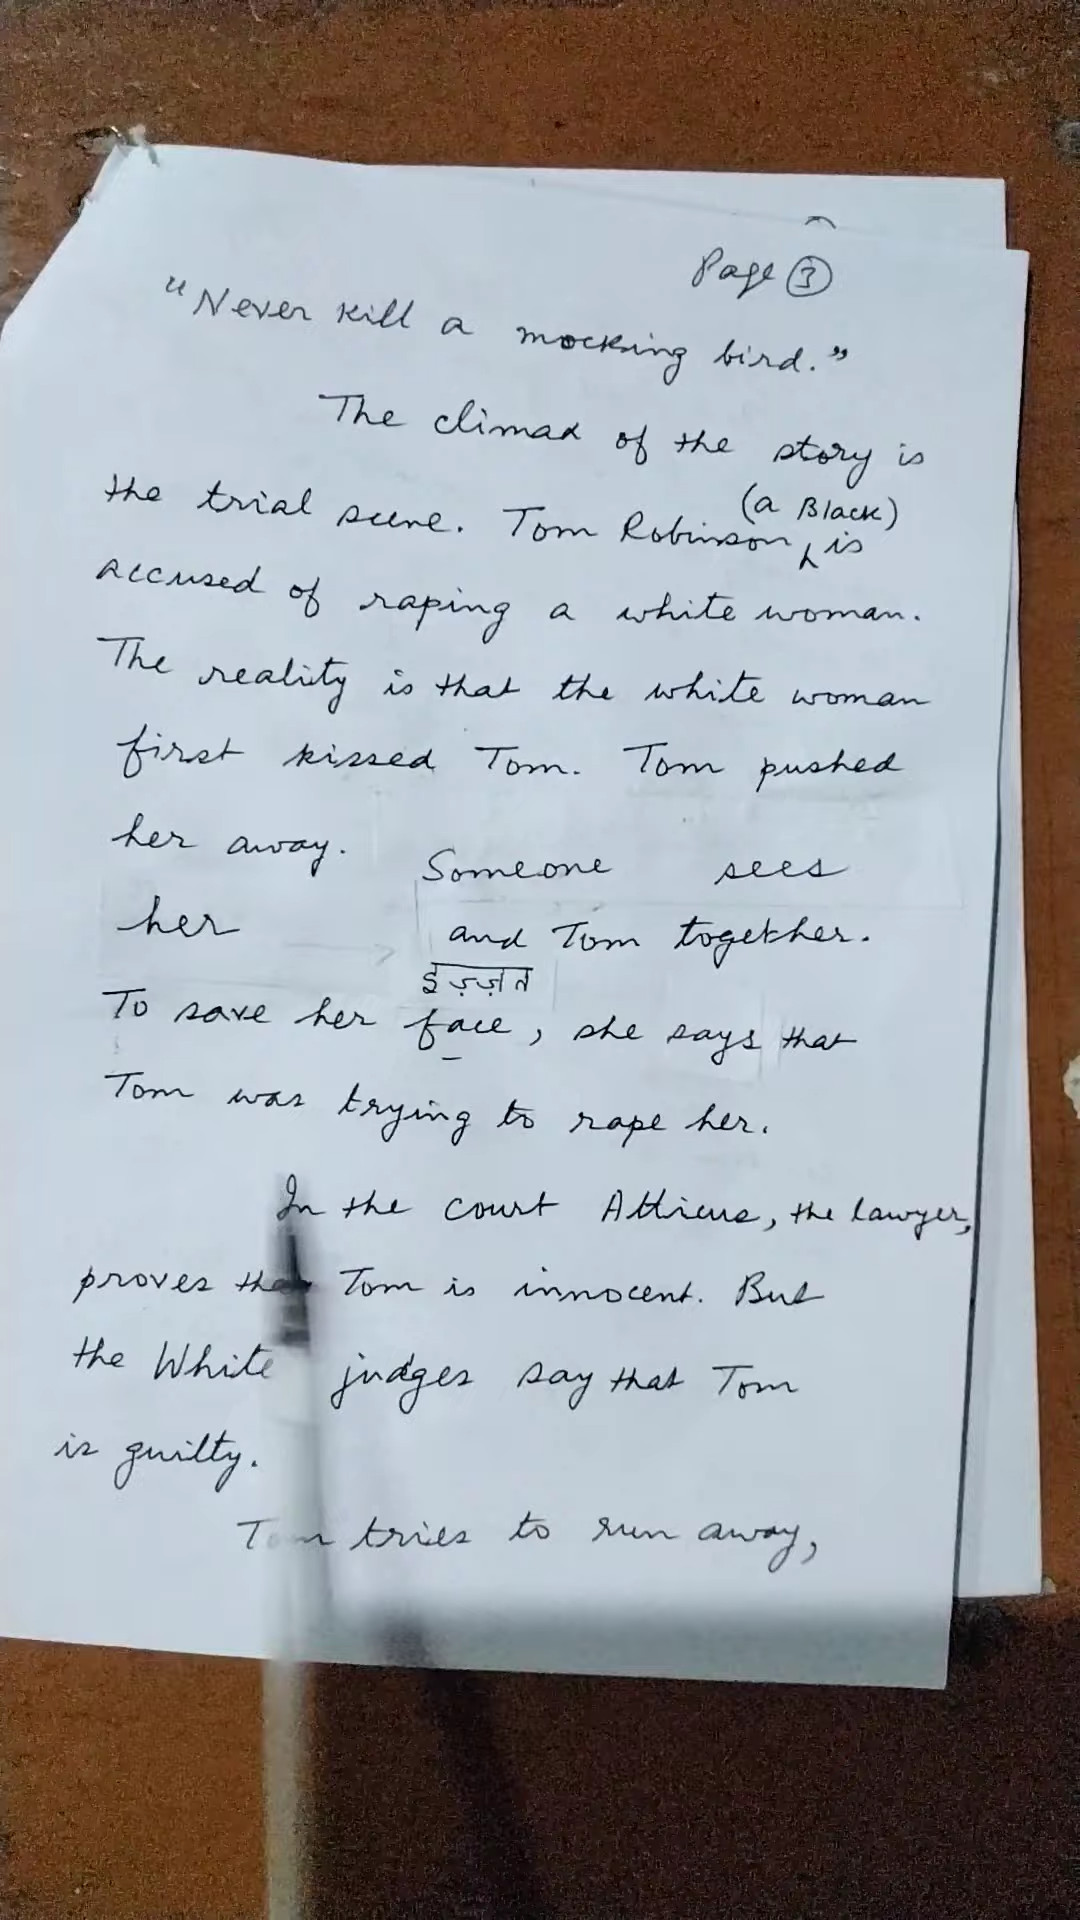 Page 3
"Never kill a mocking bird."
The climax of the story is
(a Black)
the trial scene. Tom Robinson, is
accused of raping a white woman.
The reality is that the white woman
first kissed Tom. Tom pushed
her away. Someone sees
her and Tom together.
इज़्ज़त
To save her face, she says that
Tom was trying to rape her.
In the court Atticus, the lawyer,
proves Tom is innocent. But
the White judges say that Tom
is guilty.
Tom tries to run away,